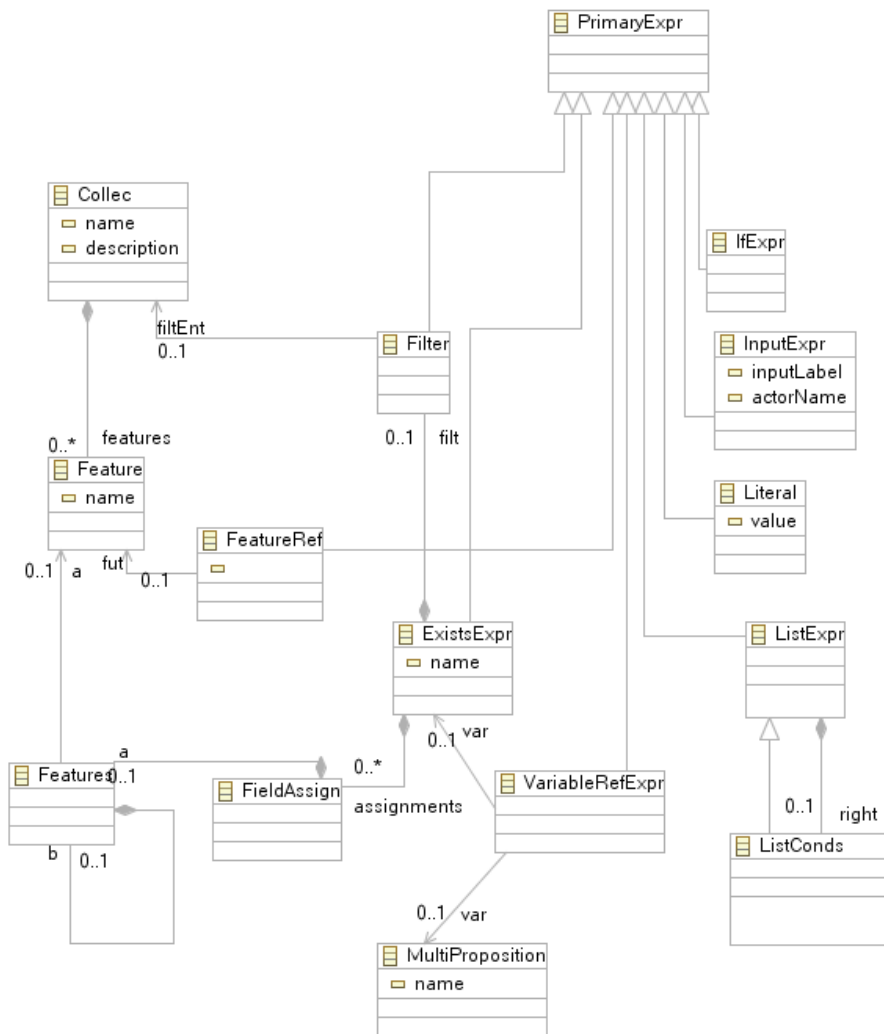 PrimaryExpr
Collec
name
description
IfExpr
filtEnt
0..1
Filter
InputExpr
inputLabel
actorName
0..*
features
0..1
filt
Feature
name
Literal
value
FeatureRef
0..1
a
fut
0..1
ExistsExpr
name
ListExpr
0..1
var
a
0..*
Features
0..1
FieldAssign
assignments
VariableRefExpr
0..1
right
b
0..1
ListConds
0..1
var
MultiProposition
name